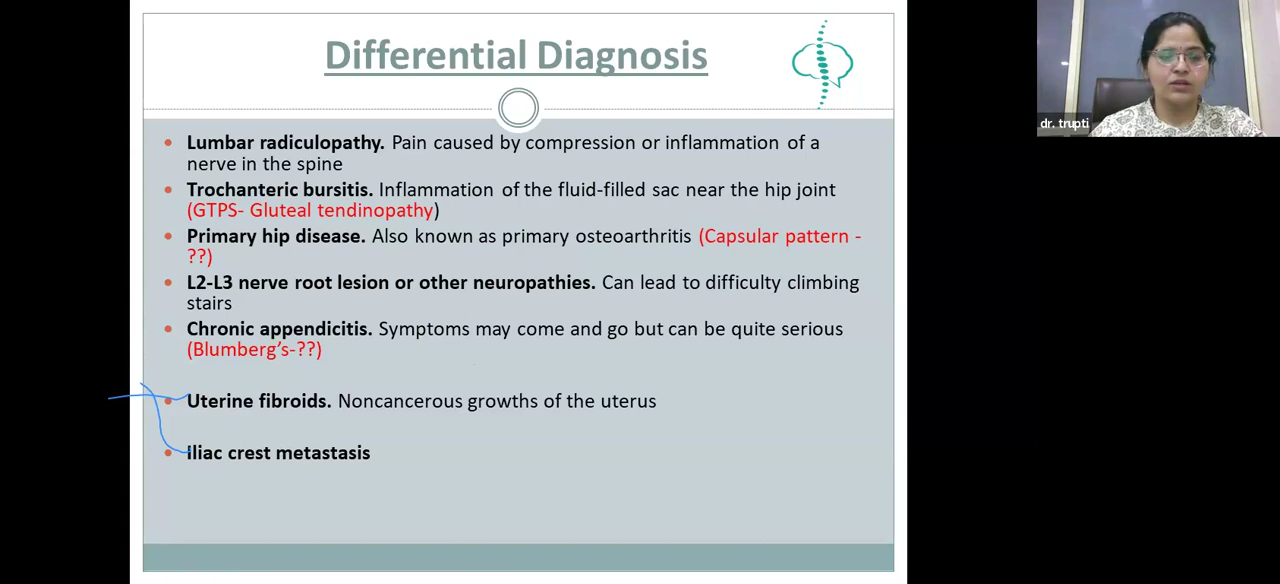 Differential Diagnosis
Lumbar radiculopathy. Pain caused by compression or inflammation of a
nerve in the spine
Trochanteric bursitis. Inflammation of the fluid-filled sac near the hip joint
(GTPS- Gluteal tendinopathy)
Primary hip disease. Also known as primary osteoarthritis (Capsular pattern -
??)
L2-L3 nerve root lesion or other neuropathies. Can lead to difficulty climbing
stairs
Chronic appendicitis. Symptoms may come and go but can be quite serious
(Blumberg's-??)
Uterine fibroids. Noncancerous growths of the uterus
Iliac crest metastasis
dr. trupti